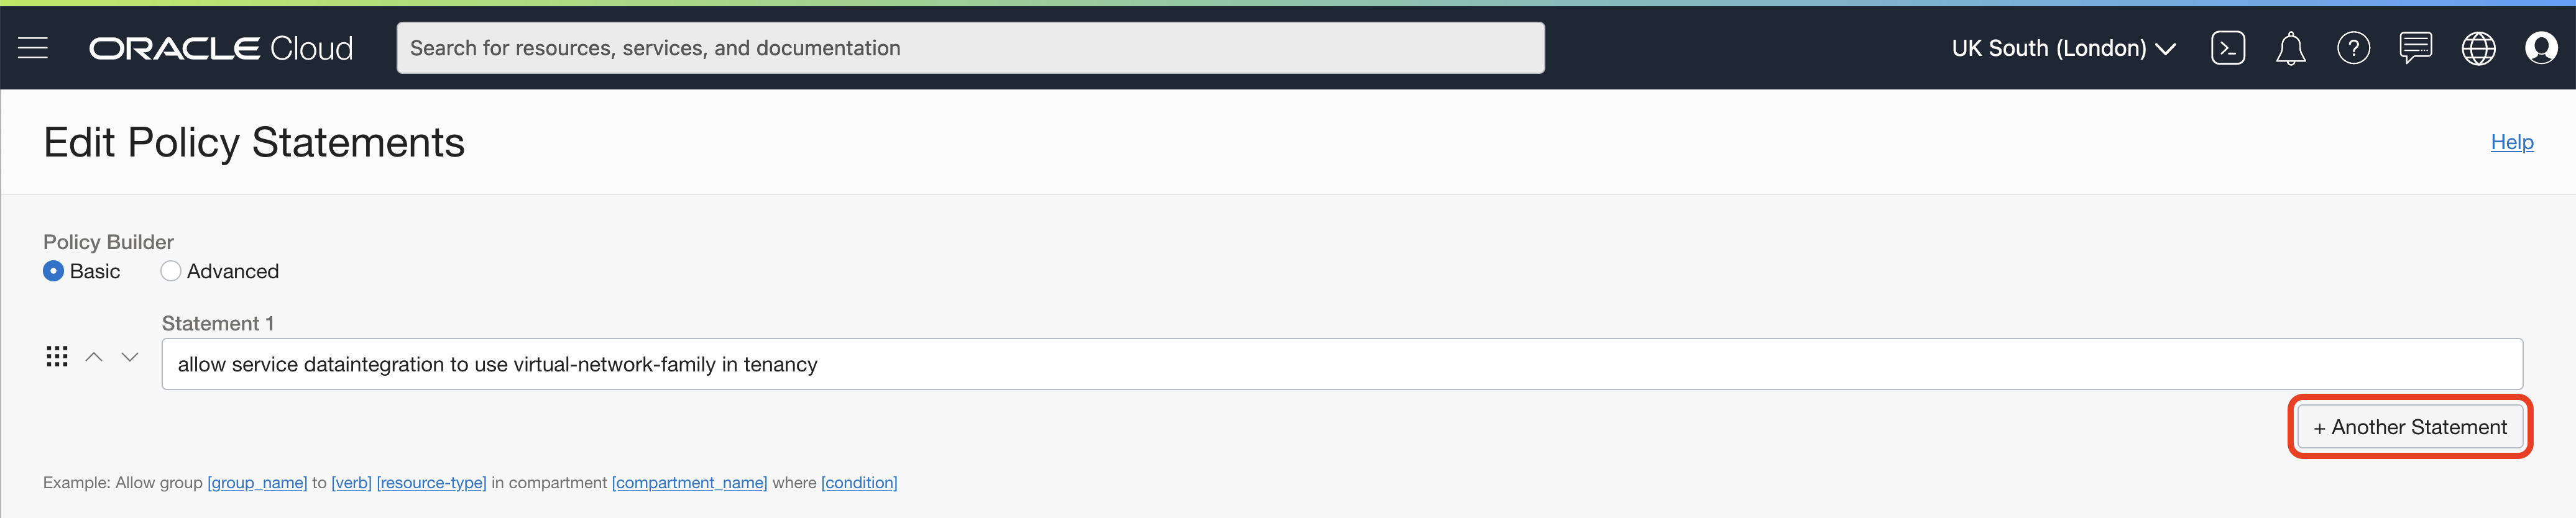 ORACLE Cloud
Search for resources, services, and documentation
UK South (London)
Edit Policy Statements
Help
Policy Builder
Basic
Advanced
Statement 1
allow service dataintegration to use virtual-network-family in tenancy
+ Another Statement
Example: Allow group [group_name] to [verb] [resource-type] in compartment [compartment_name] where [condition]